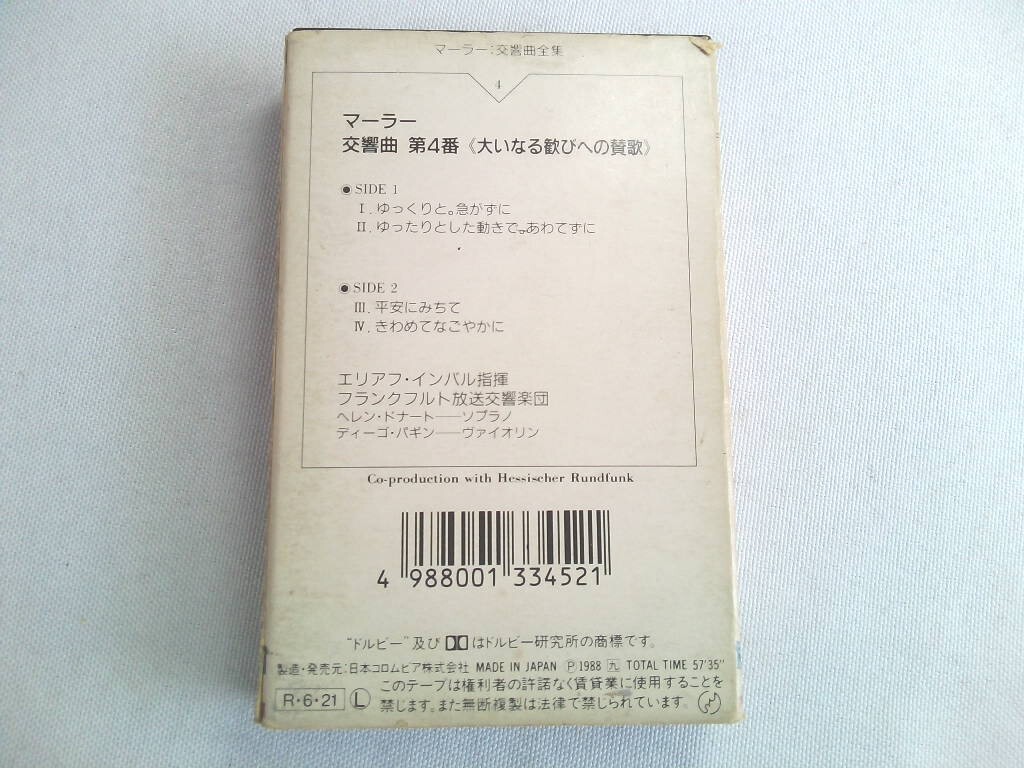 マーラー:交響曲全集
4
マーラー
交響曲 第4番《大いなる歓びへの賛歌》
● SIDE 1
Ⅰ. ゆっくりと。急がずに
Ⅱ. ゆったりとした動きで。あわてずに
● SIDE 2
Ⅲ. 平安にみちて
Ⅳ. きわめてなごやかに
エリアフ・インバル指揮
フランクフルト放送交響楽団
ヘレン・ドナート──ソプラノ
ディーゴ・パギン──ヴァイオリン
Co-production with Hessischer Rundfunk
4 988001 334521
"ドルビー"及びはドルビー研究所の商標です。
製造・発売元:日本コロムビア株式会社 MADE IN JAPAN Ⓟ1988 九 TOTAL TIME 57'35"
R・6・21 Ⓛ このテープは権利者の許諾なく賃貸業に使用することを
禁じます。また無断複製は法律で禁じられています。